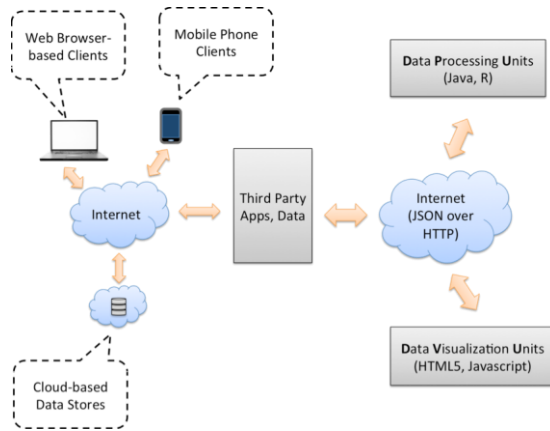 Web Browser-
based Clients
Mobile Phone
Clients
Data Processing Units
(Java, R)
Internet
Third Party
Apps, Data
Internet
(JSON over
HTTP)
Cloud-based
Data Stores
Data Visualization Units
(HTML5, Javascript)